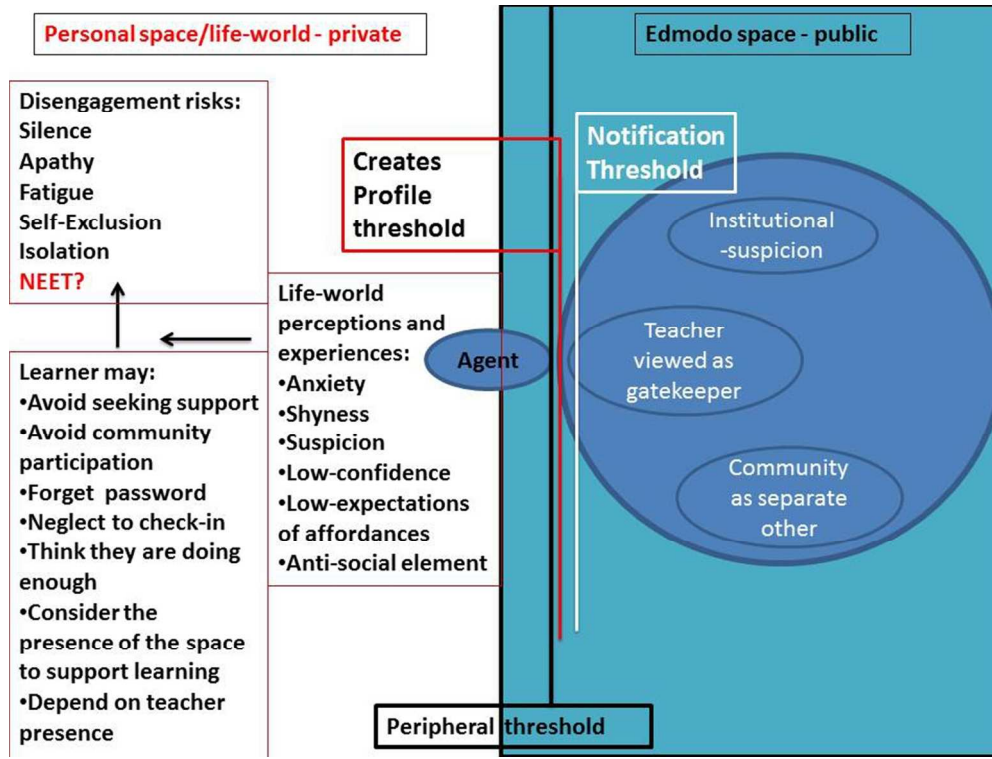 Personal space/life-world - private
Edmodo space - public
Disengagement risks:
Silence
Apathy
Fatigue
Self-Exclusion
Isolation
NEET?
Creates
Profile
threshold
Notification
Threshold
Institutional
-suspicion
Life-world
perceptions and
experiences:
•Anxiety
•Shyness
•Suspicion
•Low-confidence
•Low-expectations
of affordances
•Anti-social element
Agent
Teacher
viewed as
gatekeeper
Community
as separate
other
Learner may:
•Avoid seeking support
•Avoid community
participation
•Forget password
•Neglect to check-in
•Think they are doing
enough
•Consider the
presence of the space
to support learning
•Depend on teacher
presence
Peripheral threshold